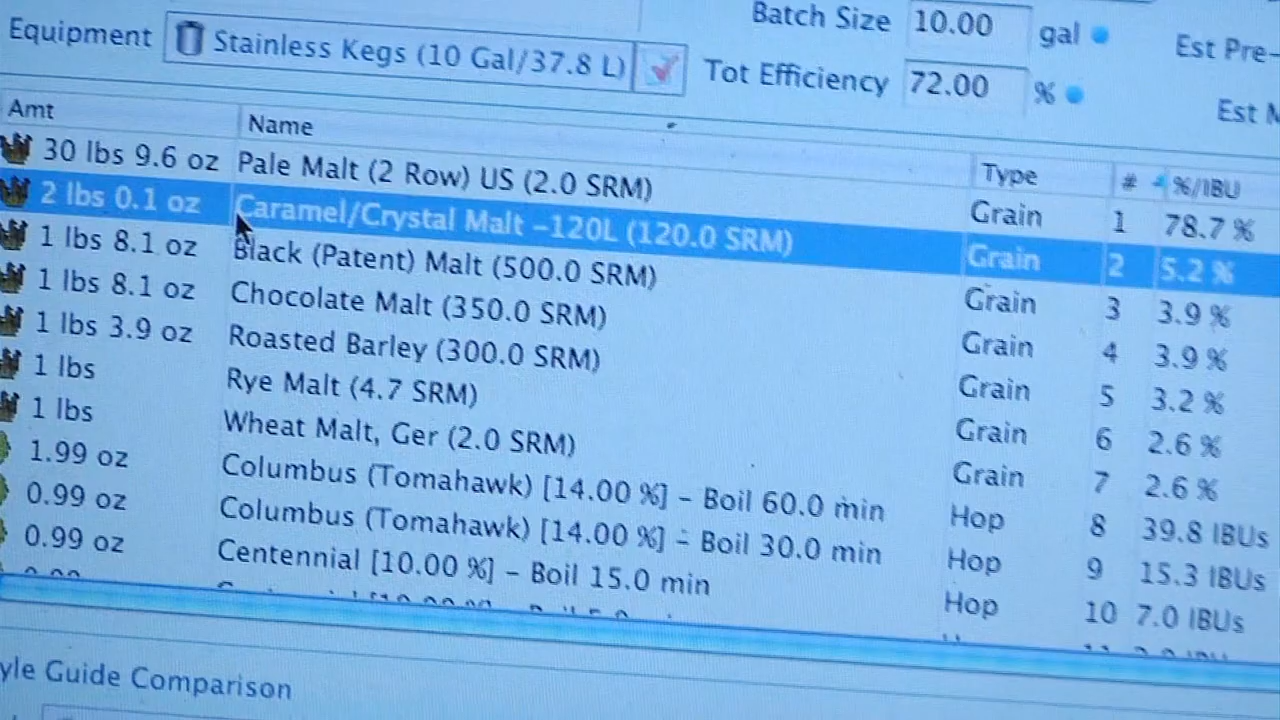 Batch Size 10.00 gal Est Pre-
Equipment Stainless Kegs (10 Gal/37.8 L) Tot Efficiency 72.00 %
Est M
Amt Name Type # %/IBU
30 lbs 9.6 oz Pale Malt (2 Row) US (2.0 SRM) Grain 1 78.7 %
2 lbs 0.1 oz Caramel/Crystal Malt -120L (120.0 SRM) Grain 2 5.2 %
1 lbs 8.1 oz Black (Patent) Malt (500.0 SRM) Grain 3 3.9 %
1 lbs 8.1 oz Chocolate Malt (350.0 SRM) Grain 4 3.9 %
1 lbs 3.9 oz Roasted Barley (300.0 SRM) Grain 5 3.2 %
1 lbs Rye Malt (4.7 SRM) Grain 6 2.6 %
1 lbs Wheat Malt, Ger (2.0 SRM) Grain 7 2.6 %
1.99 oz Columbus (Tomahawk) [14.00 %] - Boil 60.0 min Hop 8 39.8 IBUs
0.99 oz Columbus (Tomahawk) [14.00 %] - Boil 30.0 min Hop 9 15.3 IBUs
0.99 oz Centennial [10.00 %] - Boil 15.0 min Hop 10 7.0 IBUs
yle Guide Comparison